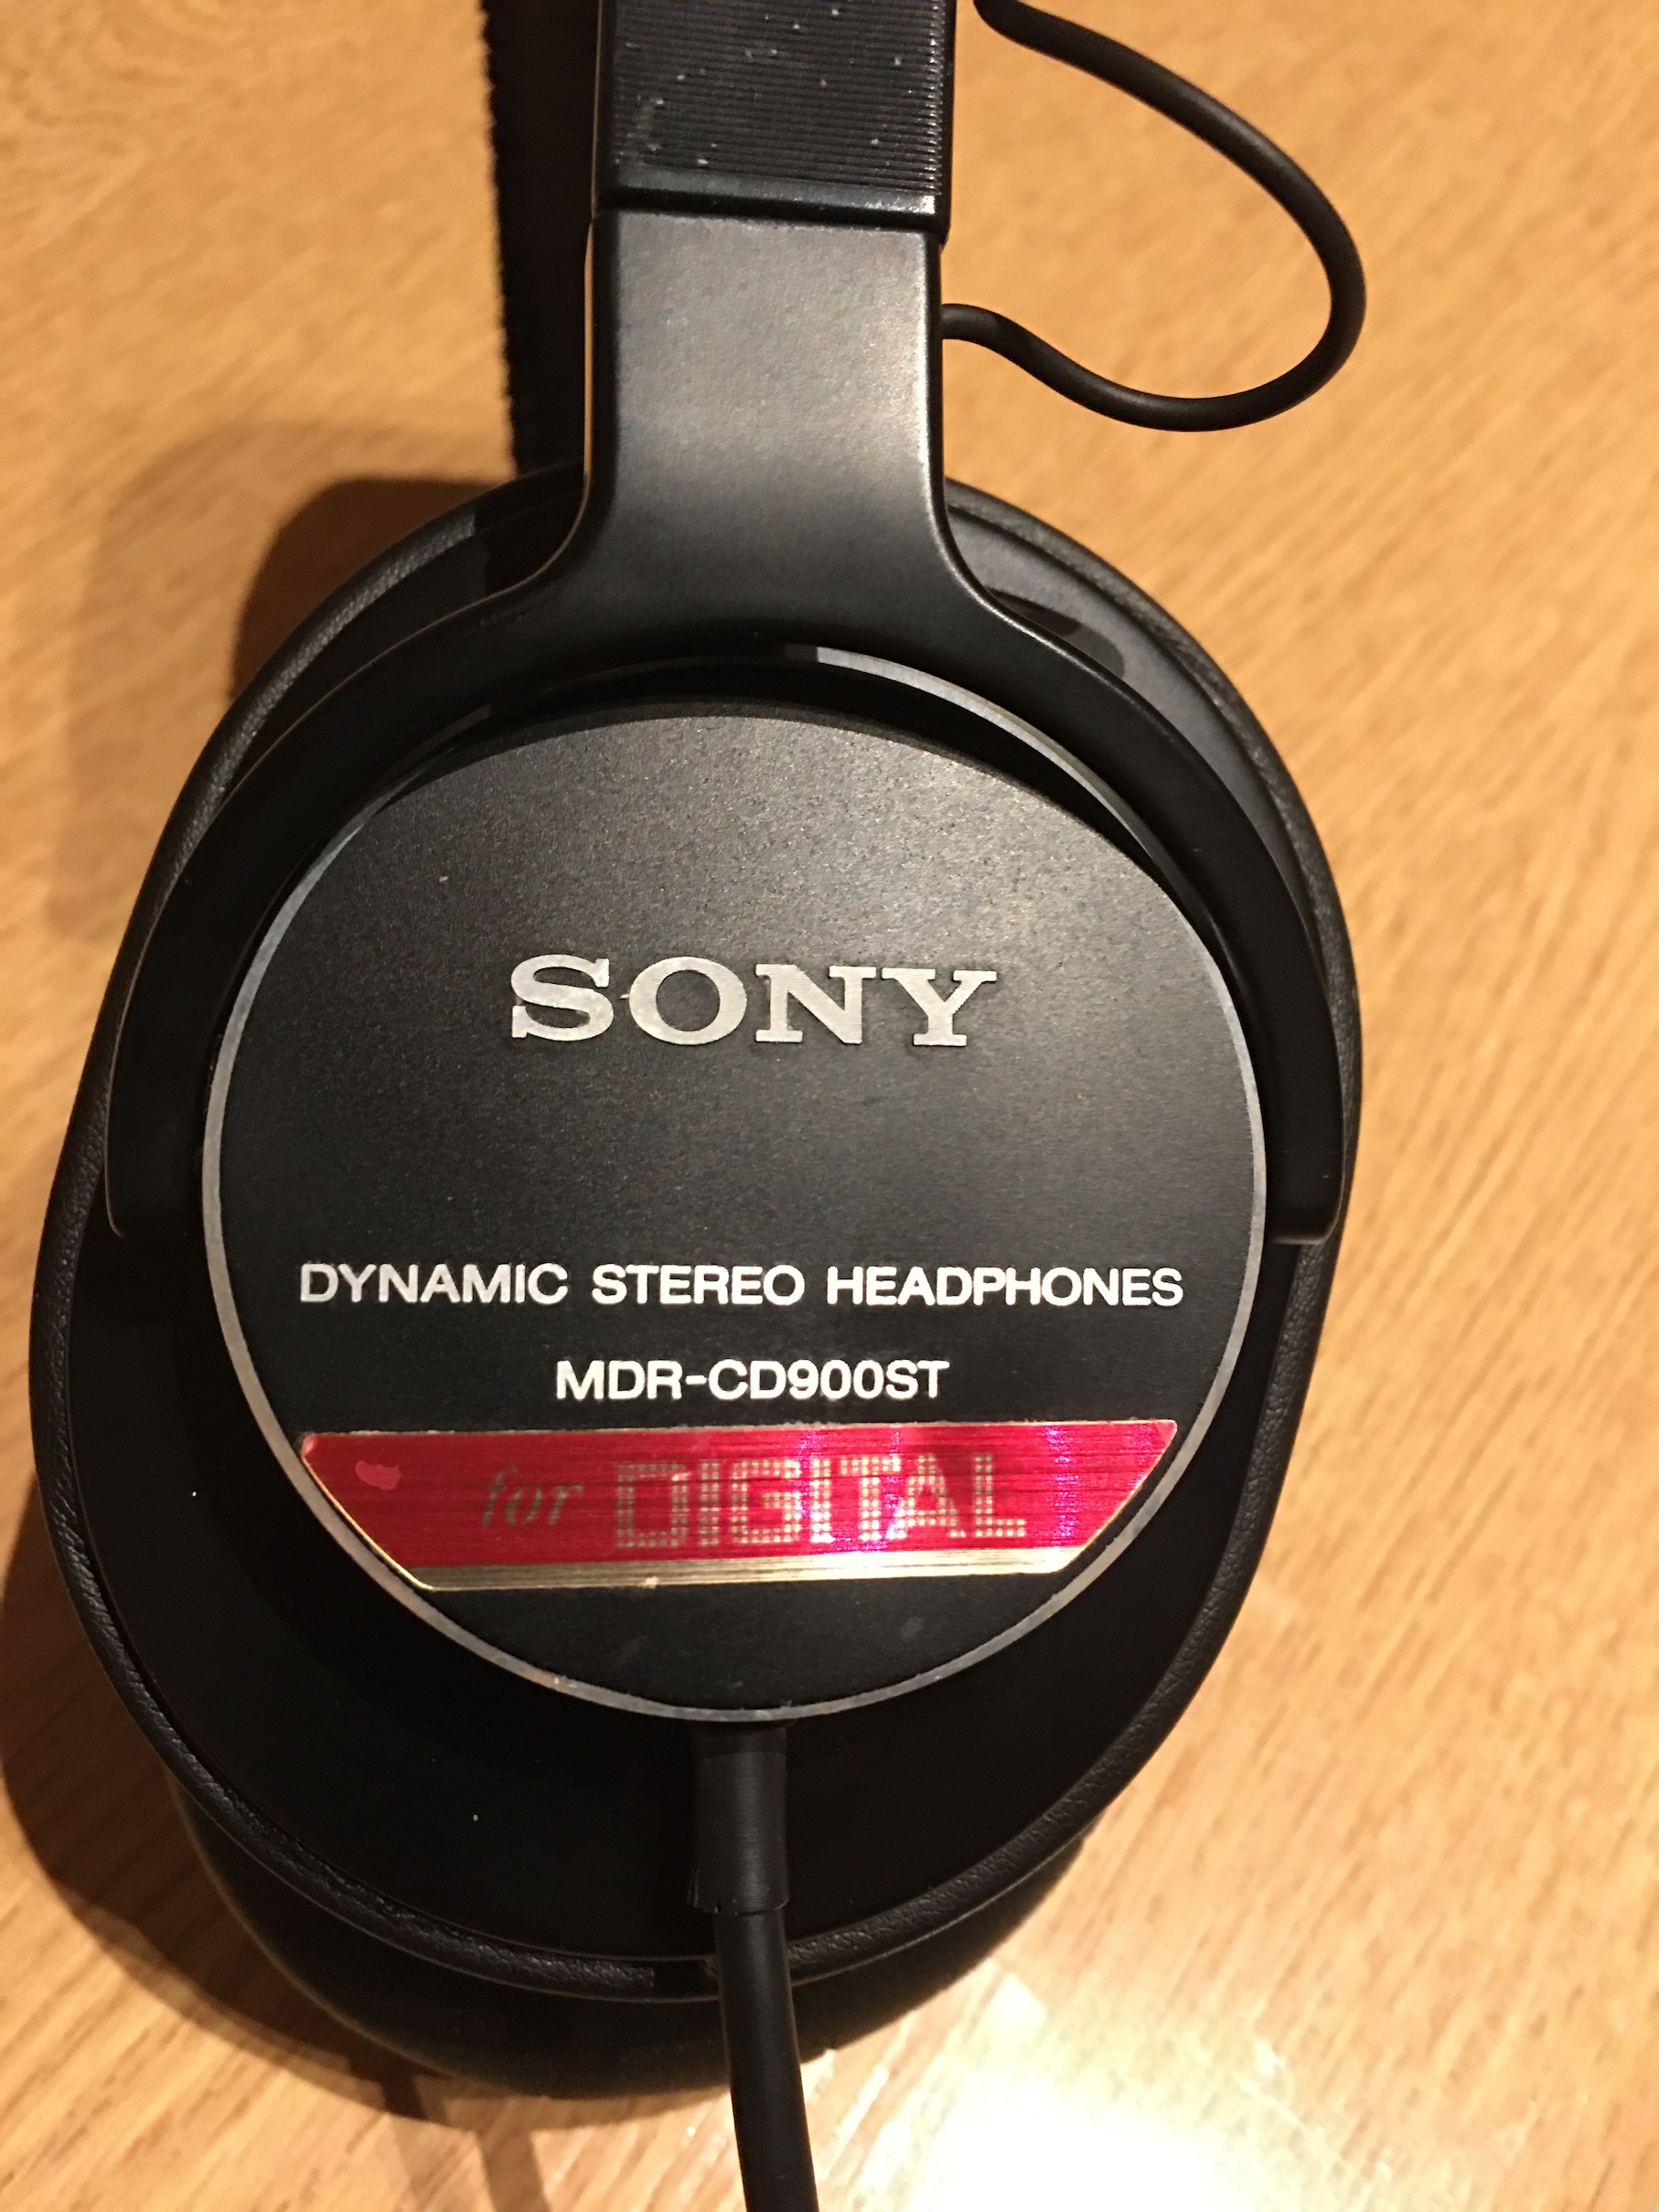 SONY
DYNAMIC STEREO HEADPHONES
MDR-CD900ST
for DIGITAL